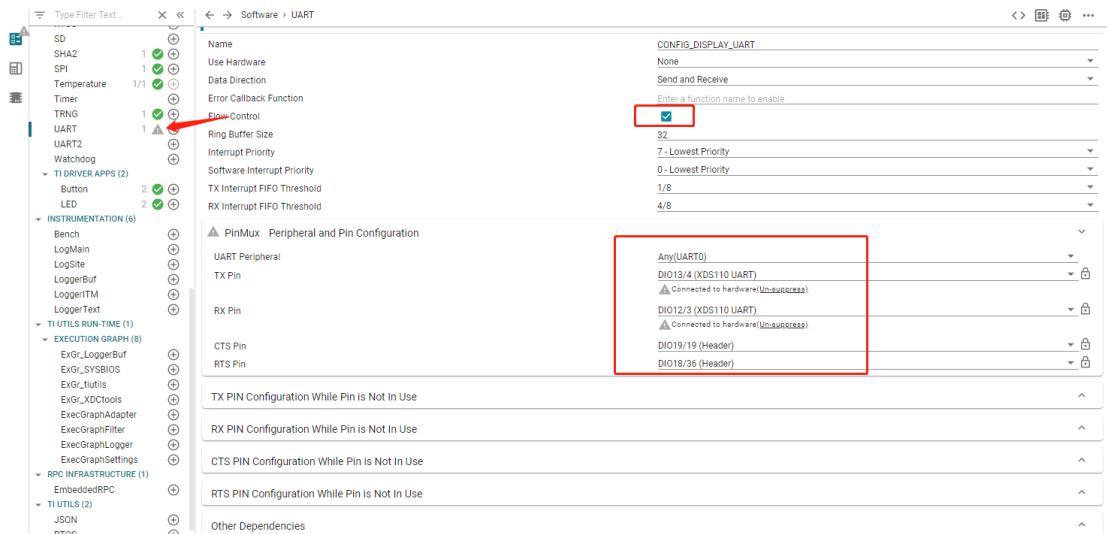 Type Filter Text...
Software > UART
SD
SHA2 1
SPI 1
Temperature 1/1
Timer
TRNG 1
UART 1
UART2
Watchdog
TI DRIVER APPS (2)
Button 2
LED 2
INSTRUMENTATION (6)
Bench
LogMain
LogSite
LoggerBuf
LoggerITM
LoggerText
TI UTILS RUN-TIME (1)
EXECUTION GRAPH (8)
ExGr_LoggerBuf
ExGr_SYSBIOS
ExGr_tiutils
ExGr_XDCtools
ExecGraphAdapter
ExecGraphFilter
ExecGraphLogger
ExecGraphSettings
RPC INFRASTRUCTURE (1)
EmbeddedRPC
TI UTILS (2)
JSON
Name CONFIG_DISPLAY_UART
Use Hardware None
Data Direction Send and Receive
Error Callback Function Enter a function name to enable
Flow Control
Ring Buffer Size 32
Interrupt Priority 7 - Lowest Priority
Software Interrupt Priority 0 - Lowest Priority
TX Interrupt FIFO Threshold 1/8
RX Interrupt FIFO Threshold 4/8
PinMux Peripheral and Pin Configuration
UART Peripheral Any(UART0)
TX Pin DIO13/4 (XDS110 UART)
Connected to hardware(Un-suppress)
RX Pin DIO12/3 (XDS110 UART)
Connected to hardware(Un-suppress)
CTS Pin DIO19/19 (Header)
RTS Pin DIO18/36 (Header)
TX PIN Configuration While Pin is Not In Use
RX PIN Configuration While Pin is Not In Use
CTS PIN Configuration While Pin is Not In Use
RTS PIN Configuration While Pin is Not In Use
Other Dependencies